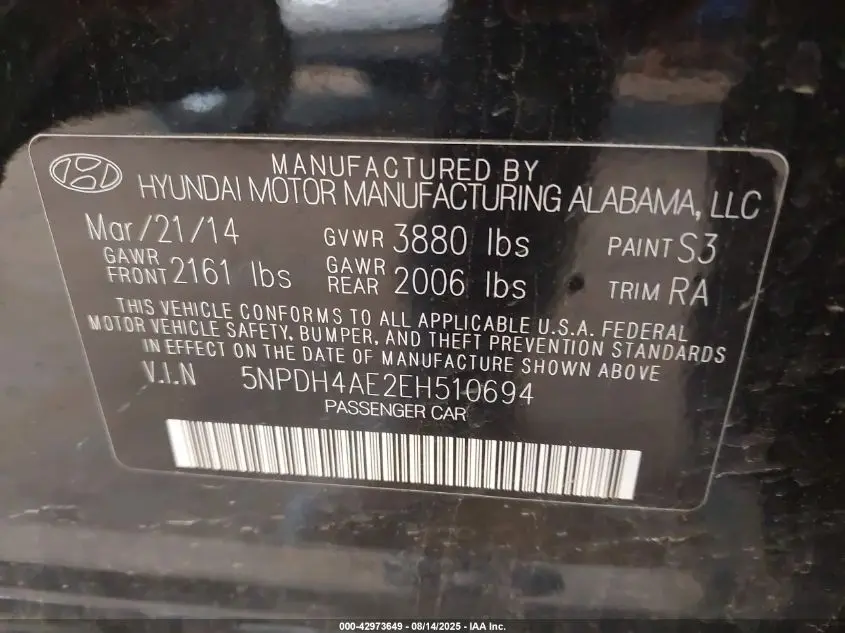 MANUFACTURED BY
HYUNDAI MOTOR MANUFACTURING ALABAMA, LLC
Mar/21/14 GVWR 3880 lbs PAINT S3
GAWR FRONT 2161 lbs GAWR REAR 2006 lbs TRIM RA
THIS VEHICLE CONFORMS TO ALL APPLICABLE U.S.A. FEDERAL
MOTOR VEHICLE SAFETY, BUMPER, AND THEFT PREVENTION STANDARDS
IN EFFECT ON THE DATE OF MANUFACTURE SHOWN ABOVE
V.I.N 5NPDH4AE2EH510694
PASSENGER CAR
000-42973649 - 08/14/2025 - IAA Inc.